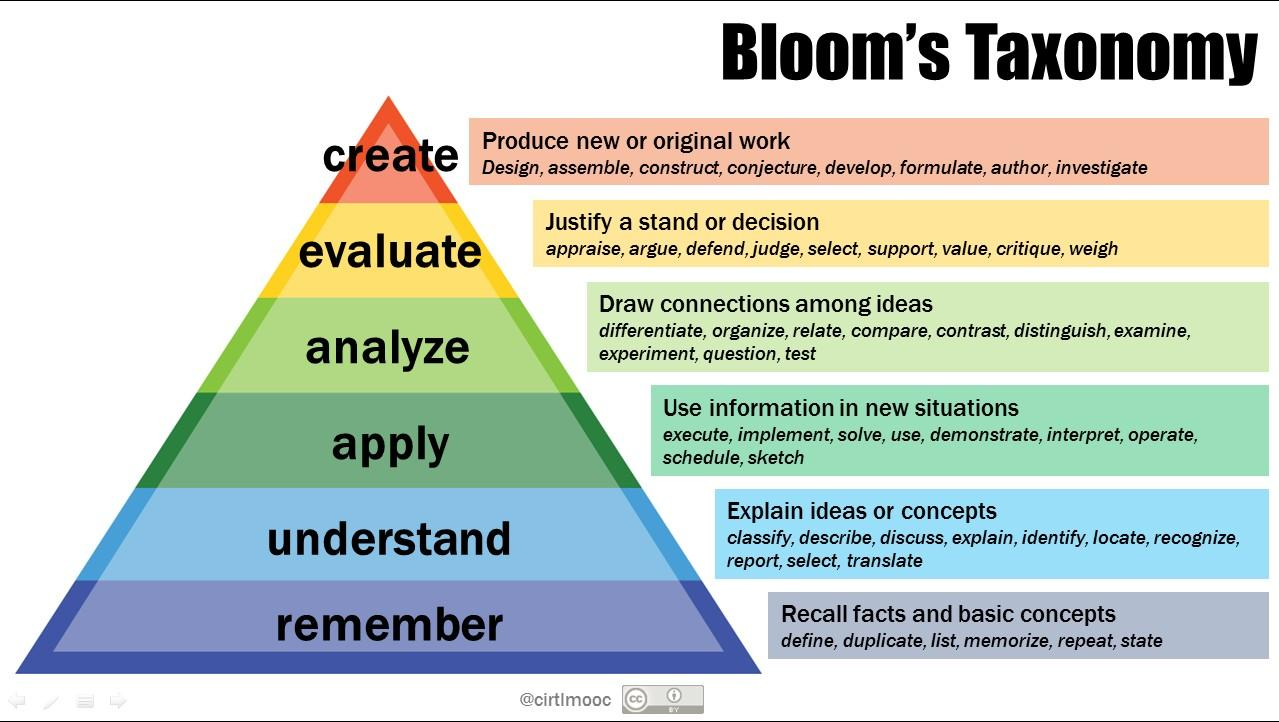 Bloom's Taxonomy
create
Produce new or original work
Design, assemble, construct, conjecture, develop, formulate, author, investigate
evaluate
Justify a stand or decision
appraise, argue, defend, judge, select, support, value, critique, weigh
analyze
Draw connections among ideas
differentiate, organize, relate, compare, contrast, distinguish, examine,
experiment, question, test
apply
Use information in new situations
execute, implement, solve, use, demonstrate, interpret, operate,
schedule, sketch
understand
Explain ideas or concepts
classify, describe, discuss, explain, identify, locate, recognize,
report, select, translate
remember
Recall facts and basic concepts
define, duplicate, list, memorize, repeat, state
@cirtlmooc
cc
BY